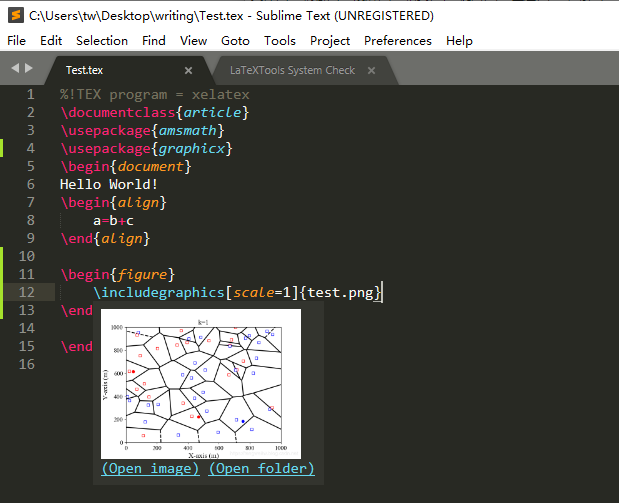 C:\Users\tw\Desktop\writing\Test.tex - Sublime Text (UNREGISTERED)
File Edit Selection Find View Goto Tools Project Preferences Help
Test.tex × LaTeXTools System Check ×
1 %!TEX program = xelatex
2 \documentclass{article}
3 \usepackage{amsmath}
4 \usepackage{graphicx}
5 \begin{document}
6 Hello World!
7 \begin{align}
8 a=b+c
9 \end{align}
10
11 \begin{figure}
12 \includegraphics[scale=1]{test.png}
13 \end
14
15 \end
16
k=1
1000
800
600
400
200
0
Y-axis (m)
0 200 400 600 800 1000
X-axis (m)
(Open image) (Open folder)